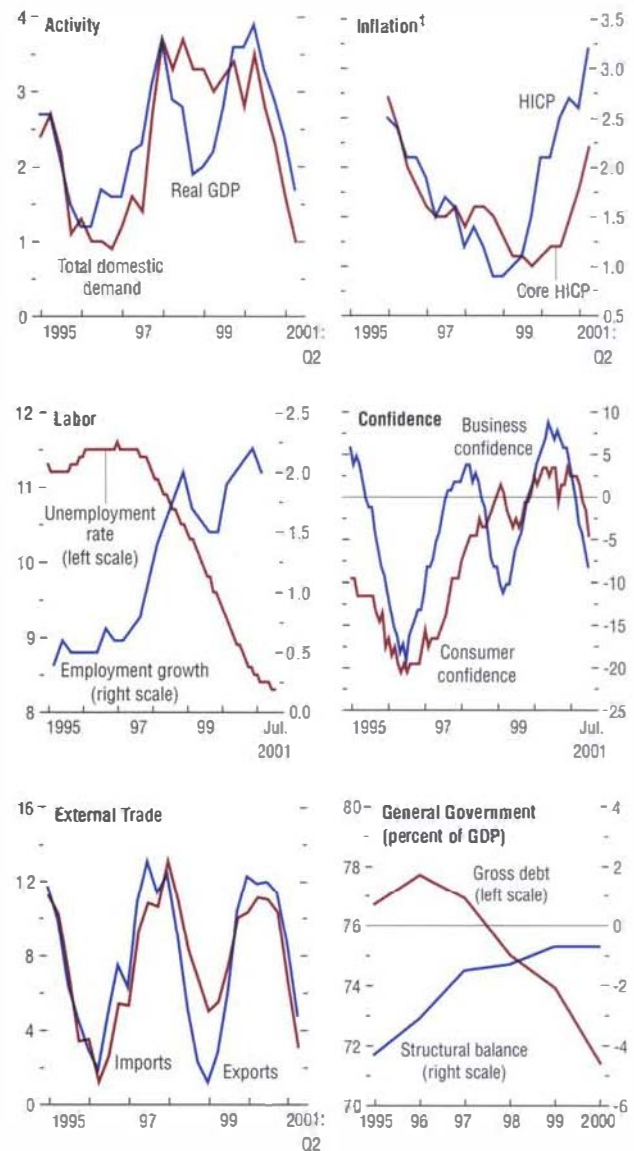 Activity
4
3
2
1
0
Real GDP
Total domestic
demand
1995 97 99 2001:
Q2
Inflation‡
3.5
3.0
2.5
2.0
1.5
1.0
0.5
HICP
Core HICP
1995 97 99 2001:
Q2
Labor
12
11
10
9
8
2.5
2.0
1.5
1.0
0.5
0.0
Unemployment
rate
(left scale)
Employment growth
(right scale)
1995 97 99 Jul.
2001
Confidence
10
5
0
-5
-10
-15
-20
-25
Business
confidence
Consumer
confidence
1995 97 99 Jul.
2001
External Trade
16
12
8
4
0
Imports
Exports
1995 97 99 2001:
Q2
General Government
(percent of GDP)
80
78
76
74
72
70
4
2
0
-2
-4
-6
Gross debt
(left scale)
Structural balance
(right scale)
1995 96 97 98 99 2000